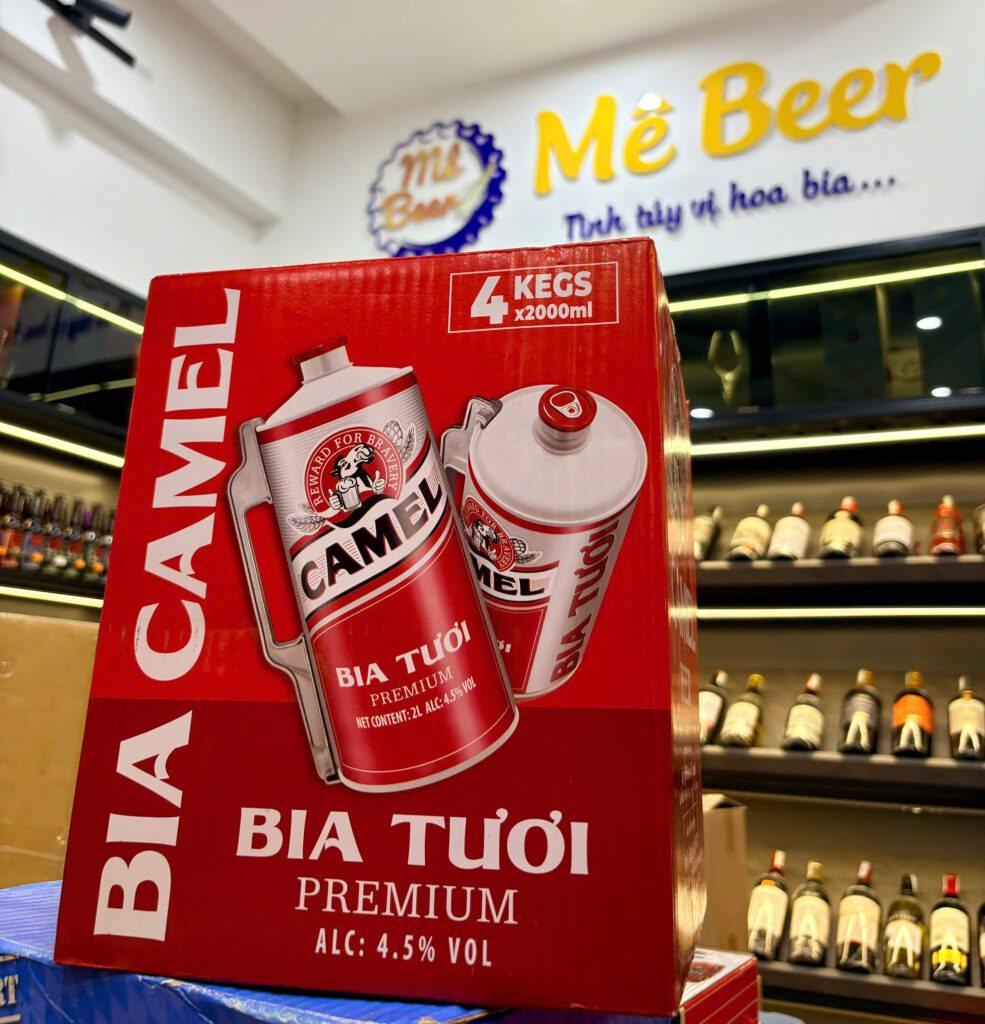 Mê Beer
Tinh túy vị hoa bia...
Mê
Beer
4 KEGS
x2000ml
BIA CAMEL
REWARD FOR BRAVERY
CAMEL
BIA TƯƠI
PREMIUM
NET CONTENT: 2L ALC: 4.5% VOL
MEL
BIA TƯƠI
BIA TƯƠI
PREMIUM
ALC: 4.5% VOL